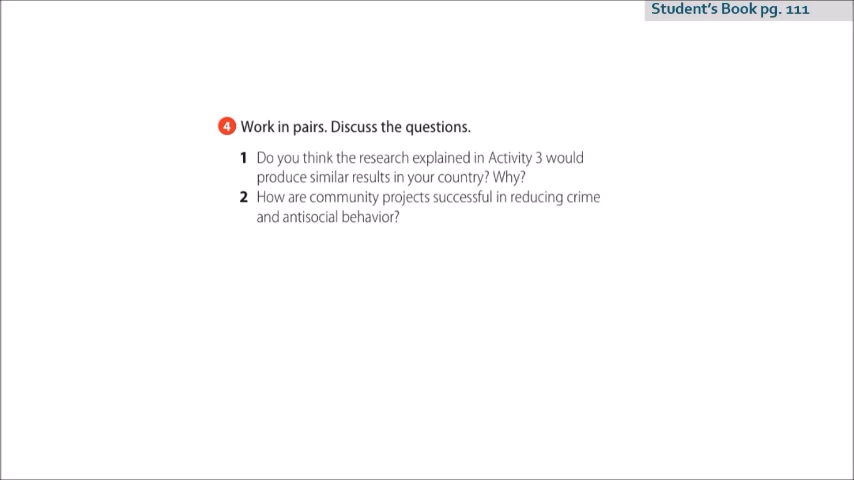 Student's Book pg. 111
4 Work in pairs. Discuss the questions.
1 Do you think the research explained in Activity 3 would
produce similar results in your country? Why?
2 How are community projects successful in reducing crime
and antisocial behavior?